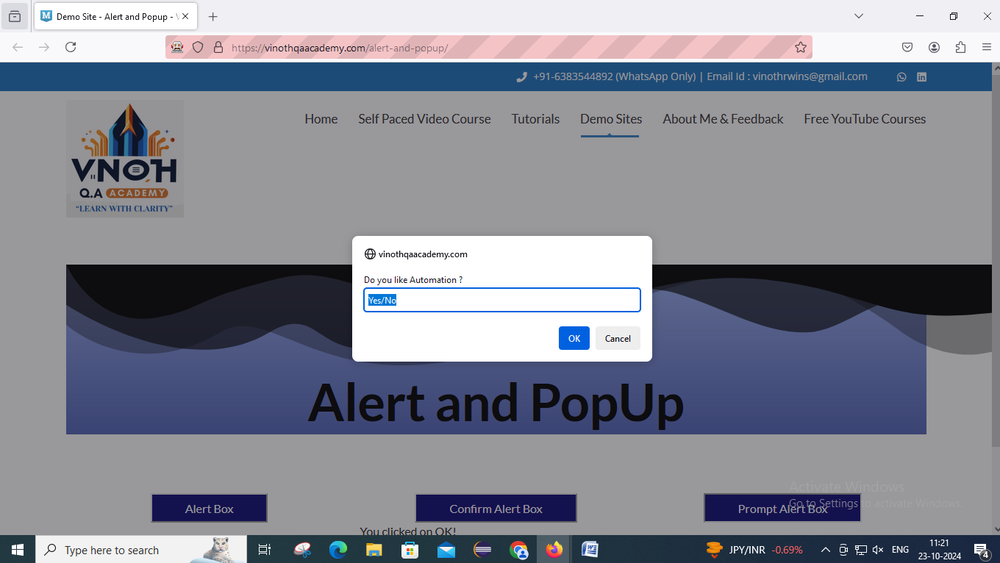 Demo Site - Alert and Popup -
https://vinothqaacademy.com/alert-and-popup/
+91-6383544892 (WhatsApp Only) | Email Id : vinothrwins@gmail.com
Home Self Paced Video Course Tutorials Demo Sites About Me & Feedback Free YouTube Courses
VNOTH
Q.A ACADEMY
"LEARN WITH CLARITY"
vinothqaacademy.com
Do you like Automation ?
Yes/No
OK Cancel
Alert and PopUp
Activate Windows
Go to Settings to activate Windows.
Alert Box Confirm Alert Box Prompt Alert Box
You clicked on OK!
Type here to search
JPY/INR -0.69%
ENG
11:21
23-10-2024
4